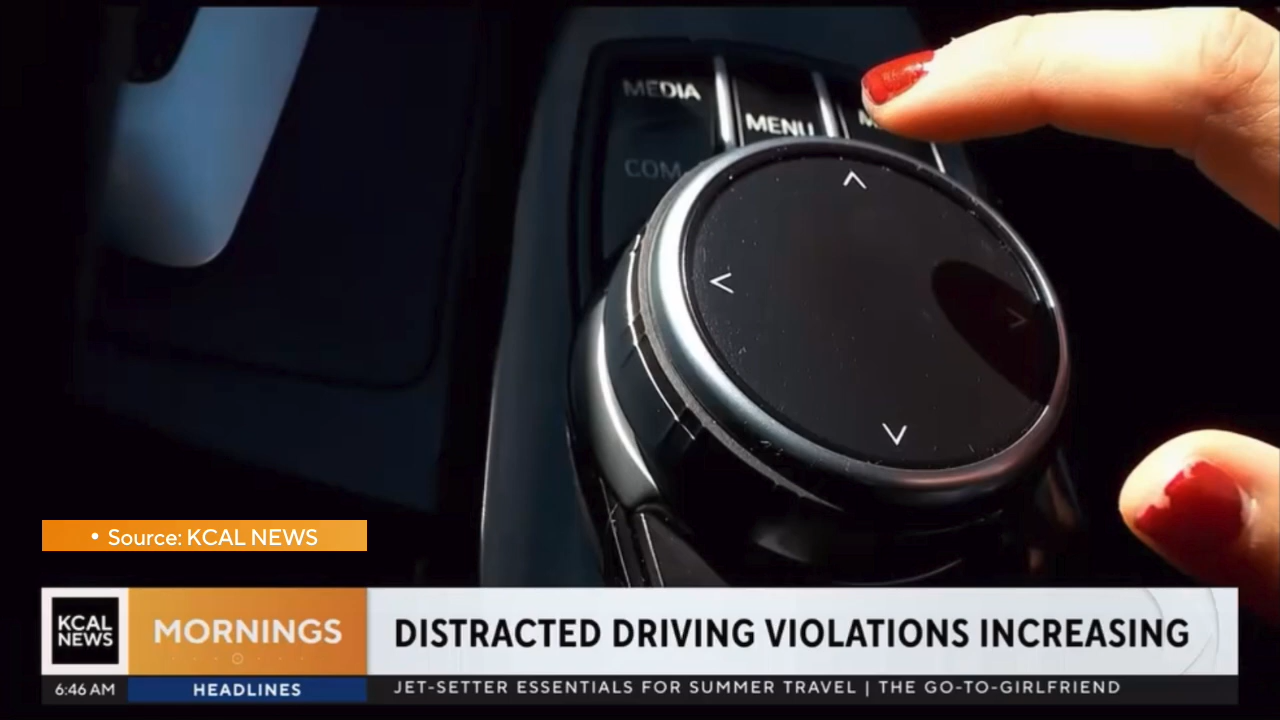 MEDIA
MENU
COM
• Source: KCAL NEWS
KCAL
NEWS
MORNINGS
DISTRACTED DRIVING VIOLATIONS INCREASING
6:46 AM
HEADLINES
JET-SETTER ESSENTIALS FOR SUMMER TRAVEL | THE GO-TO-GIRLFRIEND